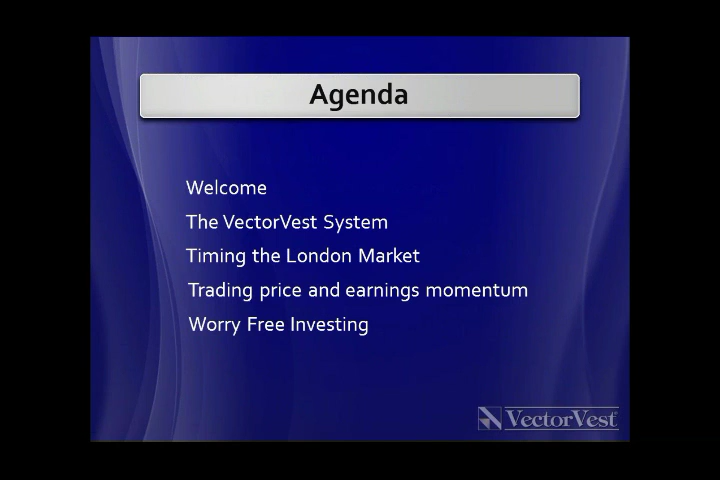 Agenda
Welcome
The VectorVest System
Timing the London Market
Trading price and earnings momentum
Worry Free Investing
VectorVest